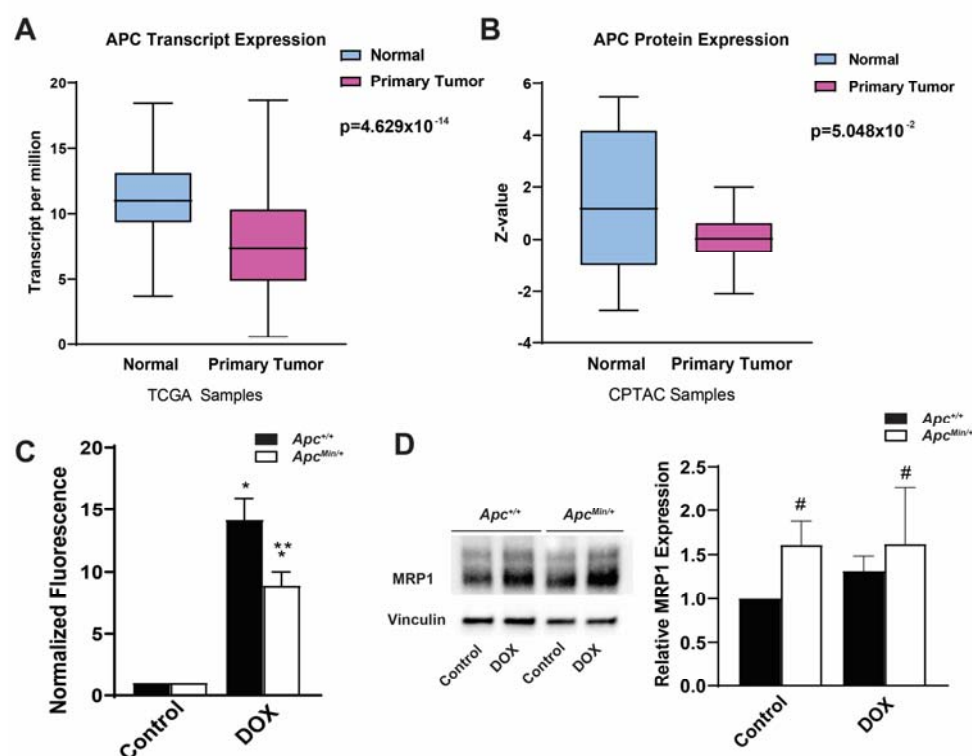 A
APC Transcript Expression
Normal
Primary Tumor
p=4.629x10⁻¹⁴
Transcript per million
20
15
10
5
0
Normal Primary Tumor
TCGA Samples
B
APC Protein Expression
Normal
Primary Tumor
p=5.048x10⁻²
Z-value
6
4
2
0
-2
-4
Normal Primary Tumor
CPTAC Samples
C
Apc+/+
ApcMin/+
Normalized Fluorescence
20
15
10
5
0
*
**
*
Control DOX
D
Apc+/+ ApcMin/+
MRP1
Vinculin
Control DOX Control DOX
Apc+/+
ApcMin/+
Relative MRP1 Expression
2.5
2.0
1.5
1.0
0.5
0.0
# #
Control DOX